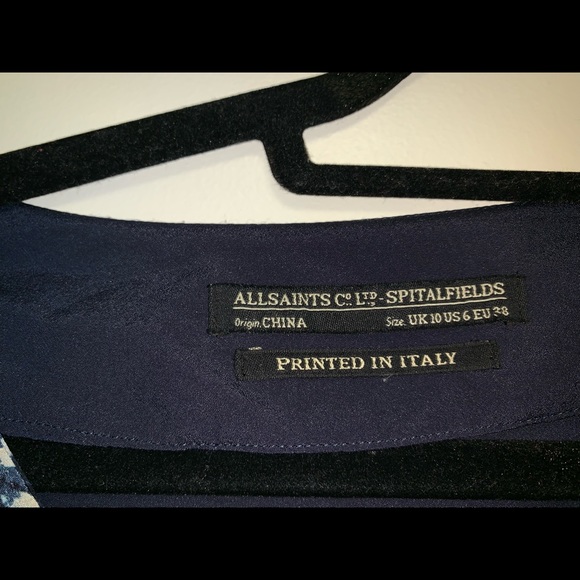 ALLSAINTS Cº. LTD. - SPITALFIELDS
Origin. CHINA Size. UK 10 US 6 EU 38
PRINTED IN ITALY